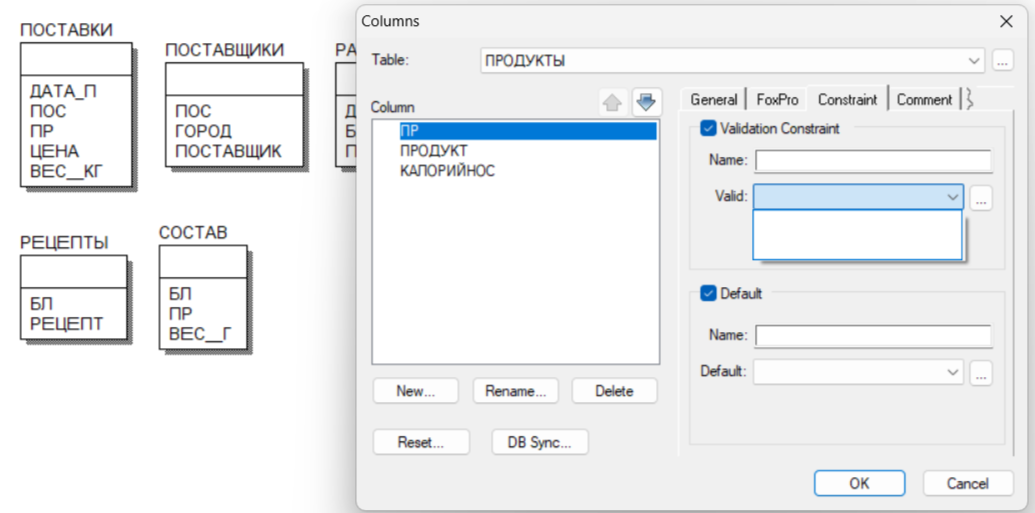 ПОСТАВКИ
ДАТА_П
ПОС
ПР
ЦЕНА
ВЕС__КГ
ПОСТАВЩИКИ
ПОС
ГОРОД
ПОСТАВЩИК
РЕЦЕПТЫ
БЛ
РЕЦЕПТ
СОСТАВ
БЛ
ПР
ВЕС__Г
Columns
Table: ПРОДУКТЫ ...
Column
ПР
ПРОДУКТ
КАЛОРИЙНОС
New... Rename... Delete
Reset... DB Sync...
General FoxPro Constraint Comment
Validation Constraint
Name:
Valid: ...
Default
Name:
Default: ...
OK Cancel